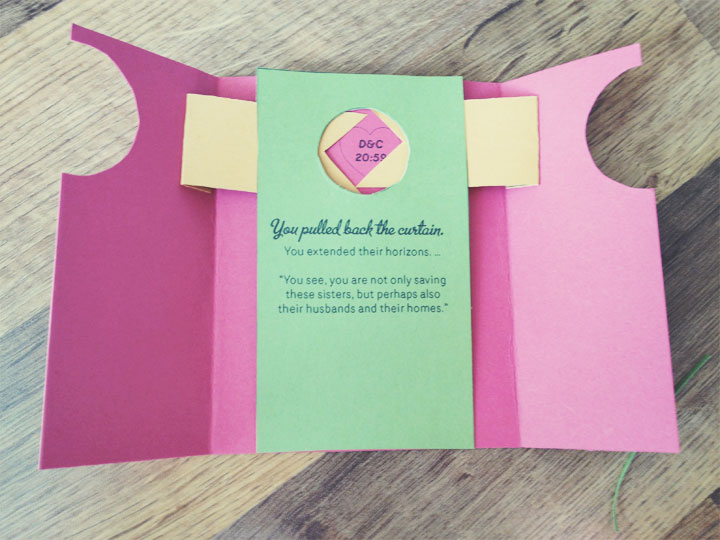 D&C
20:59
You pulled back the curtain.
You extended their horizons. ...
"You see, you are not only saving
these sisters, but perhaps also
their husbands and their homes."